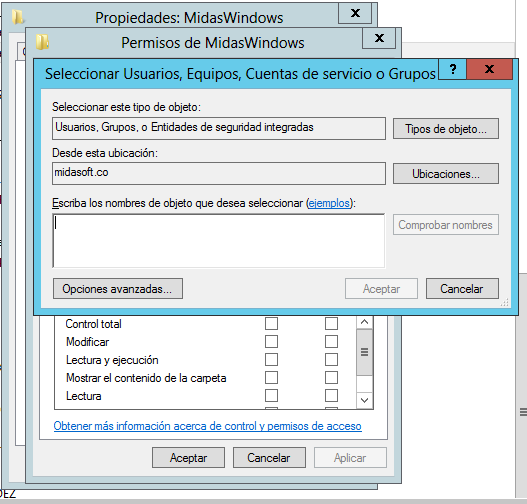 Propiedades: MidasWindows
x
Permisos de MidasWindows
x
Seleccionar Usuarios, Equipos, Cuentas de servicio o Grupos
? x
Seleccionar este tipo de objeto:
Usuarios, Grupos, o Entidades de seguridad integradas
Tipos de objeto...
Desde esta ubicación:
midasoft.co
Ubicaciones...
Escriba los nombres de objeto que desea seleccionar (ejemplos):
Comprobar nombres
Opciones avanzadas...
Aceptar
Cancelar
Control total
Modificar
Lectura y ejecución
Mostrar el contenido de la carpeta
Lectura
Obtener más información acerca de control y permisos de acceso
Aceptar
Cancelar
Aplicar
DEZ